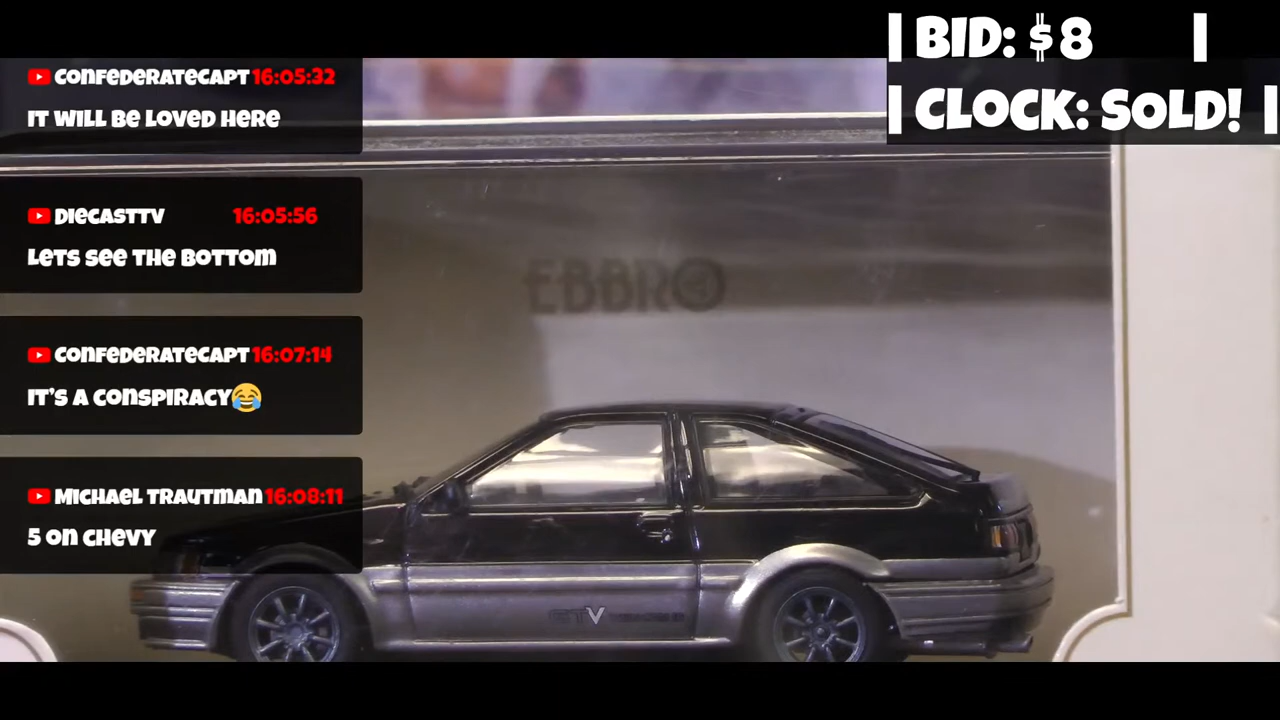 | BID: $8 |
| CLOCK: SOLD! |
CONFEDERATECAPT 16:05:32
IT WILL BE LOVED HERE
DIECASTTV 16:05:56
LETS SEE THE BOTTOM
CONFEDERATECAPT 16:07:14
IT'S A CONSPIRACY😂
MICHAEL TRAUTMAN 16:08:11
5 ON CHEVY
EBBRO
GTV